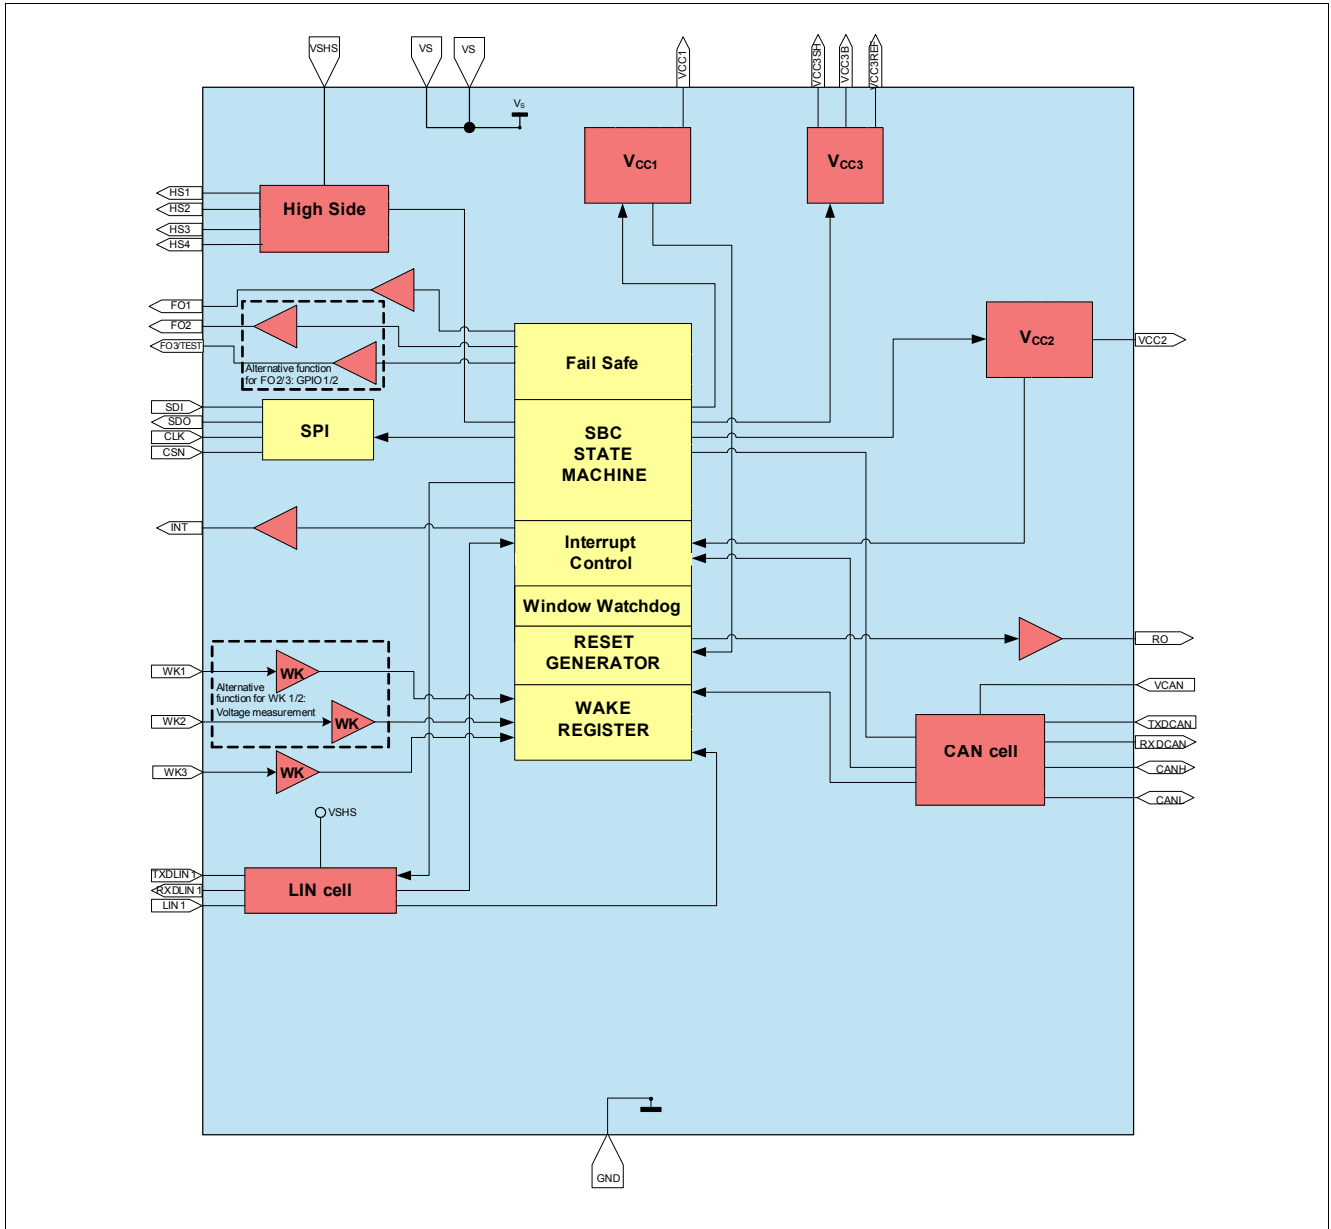 VSHS
VS
VS
VCC1
VCC3SH
VCC3B
VCC3REF
Vs
VCC1
VCC3
HS1
HS2
HS3
HS4
High Side
FO1
FO2
FO3/TEST
Alternative function
for FO2/3: GPIO1/2
Fail Safe
VCC2
VCC2
SDI
SDO
CLK
CSN
SPI
SBC
STATE
MACHINE
INT
Interrupt
Control
Window Watchdog
RESET
GENERATOR
RO
WK1
WK
Alternative
function for WK 1/2:
Voltage measurement
WK2
WK
WAKE
REGISTER
WK3
WK
VCAN
TXDCAN
RXDCAN
CANH
CANL
CAN cell
VSHS
TXDLIN1
RXDLIN1
LIN1
LIN cell
GND